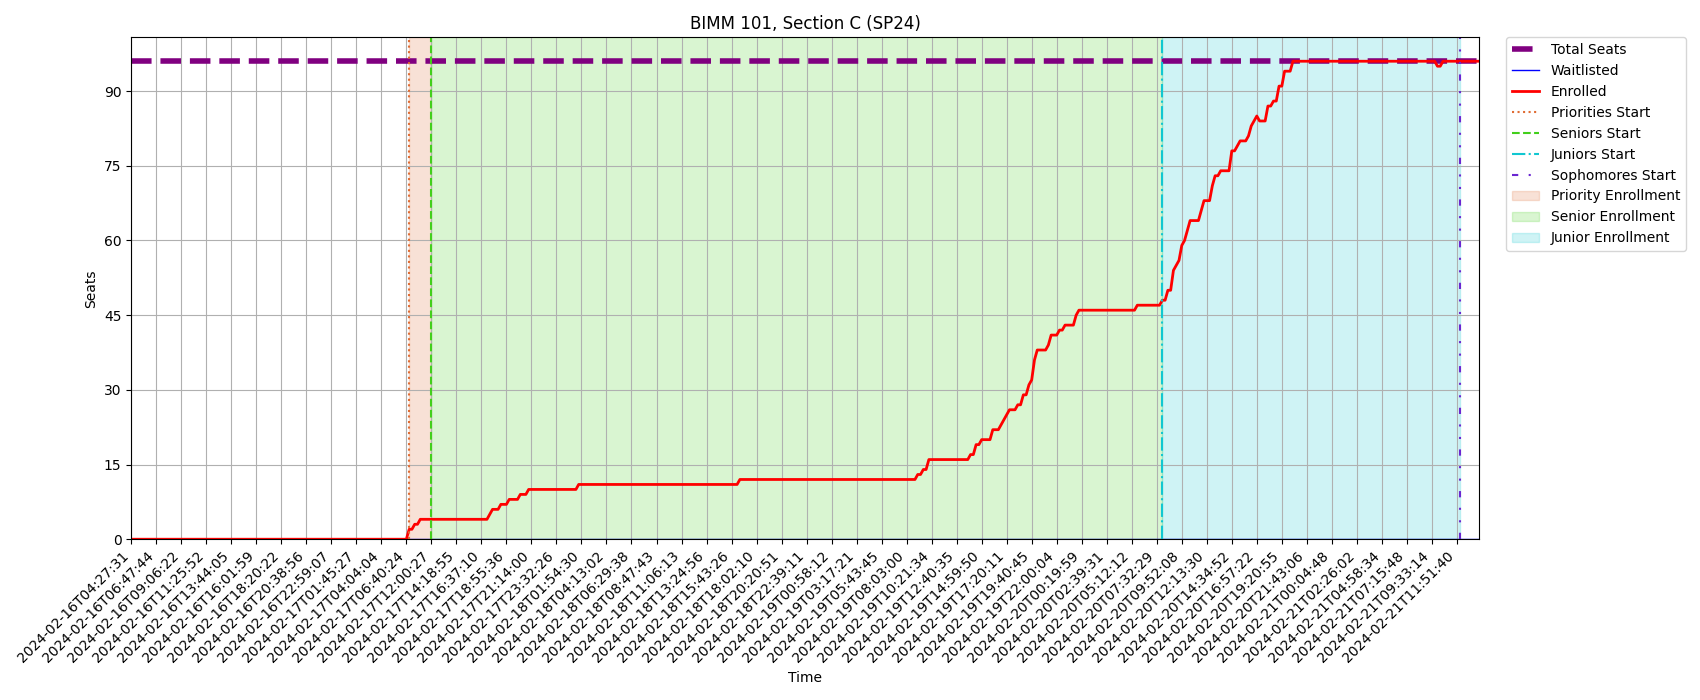 BIMM 101, Section C (SP24)
Total Seats
Waitlisted
Enrolled
Priorities Start
Seniors Start
Juniors Start
Sophomores Start
Priority Enrollment
Senior Enrollment
Junior Enrollment
Seats
90
75
60
45
30
15
0
2024-02-16T04:27:31
2024-02-16T06:47:44
2024-02-16T09:06:22
2024-02-16T11:25:52
2024-02-16T13:44:05
2024-02-16T16:01:59
2024-02-16T18:20:22
2024-02-16T20:38:56
2024-02-16T22:59:07
2024-02-17T01:45:27
2024-02-17T04:04:04
2024-02-17T06:40:24
2024-02-17T12:00:27
2024-02-17T14:18:55
2024-02-17T16:37:10
2024-02-17T18:55:36
2024-02-17T21:14:00
2024-02-17T23:32:26
2024-02-18T01:54:30
2024-02-18T04:13:02
2024-02-18T06:29:38
2024-02-18T08:47:43
2024-02-18T11:06:13
2024-02-18T13:24:56
2024-02-18T15:43:26
2024-02-18T18:02:10
2024-02-18T20:20:51
2024-02-18T22:39:11
2024-02-19T00:58:12
2024-02-19T03:17:21
2024-02-19T05:43:45
2024-02-19T08:03:00
2024-02-19T10:21:34
2024-02-19T12:40:35
2024-02-19T14:59:50
2024-02-19T17:20:11
2024-02-19T19:40:45
2024-02-19T22:00:04
2024-02-20T00:19:59
2024-02-20T02:39:31
2024-02-20T05:12:12
2024-02-20T07:32:29
2024-02-20T09:52:08
2024-02-20T12:13:30
2024-02-20T14:34:52
2024-02-20T16:57:22
2024-02-20T19:20:55
2024-02-20T21:43:06
2024-02-21T00:04:48
2024-02-21T02:26:02
2024-02-21T04:58:34
2024-02-21T07:15:48
2024-02-21T09:33:14
2024-02-21T11:51:40
Time